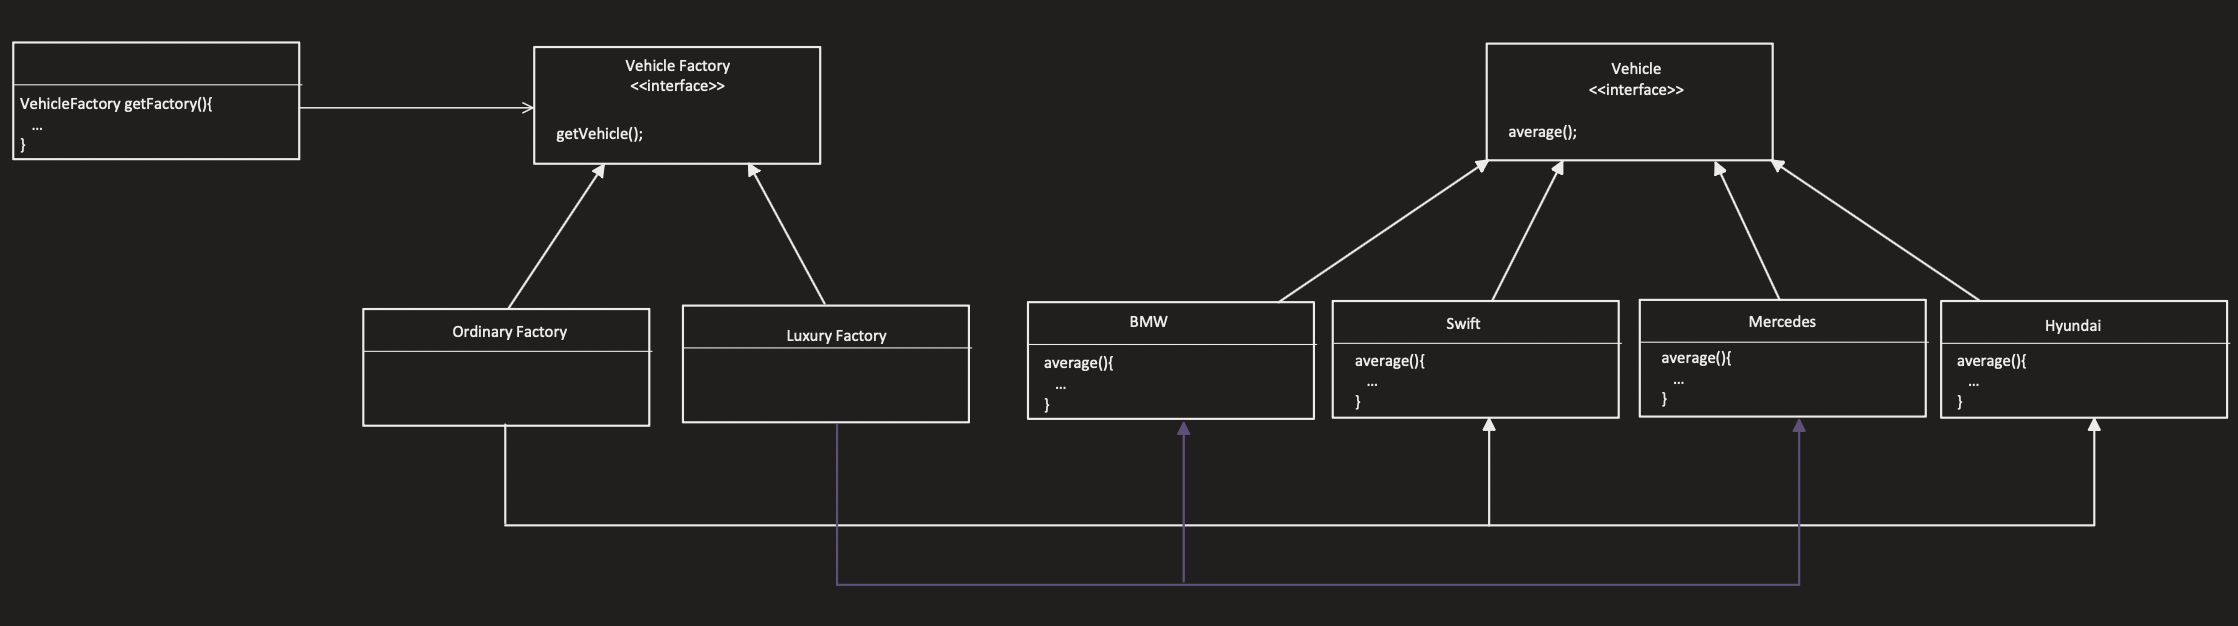 VehicleFactory getFactory(){
...
}
Vehicle Factory
<<interface>>
getVehicle();
Vehicle
<<interface>>
average();
Ordinary Factory
Luxury Factory
BMW
average(){
...
}
Swift
average(){
...
}
Mercedes
average(){
...
}
Hyundai
average(){
...
}